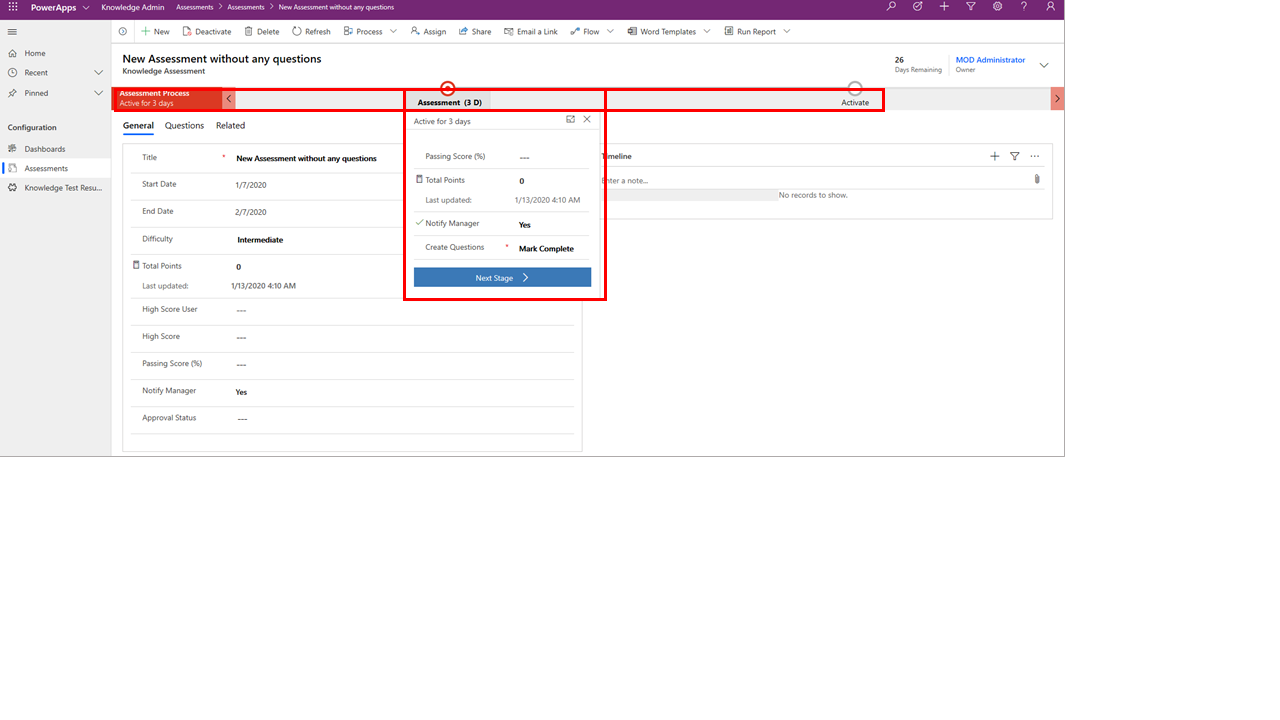 PowerApps Knowledge Admin Assessments Assessments New Assessment without any questions
New Deactivate Delete Refresh Process Assign Share Email a Link Flow Word Templates Run Report
Home
Recent
Pinned
Configuration
Dashboards
Assessments
Knowledge Test Resu...
New Assessment without any questions
Knowledge Assessment
26
Days Remaining
MOD Administrator
Owner
Assessment Process
Active for 3 days
Assessment (3 D)
Activate
General Questions Related
Title * New Assessment without any questions
Start Date 1/7/2020
End Date 2/7/2020
Difficulty Intermediate
Total Points 0
Last updated: 1/13/2020 4:10 AM
High Score User ---
High Score ---
Passing Score (%) ---
Notify Manager Yes
Approval Status ---
Active for 3 days
Passing Score (%) ---
Total Points 0
Last updated: 1/13/2020 4:10 AM
Notify Manager Yes
Create Questions * Mark Complete
Next Stage
Timeline
Enter a note...
No records to show.